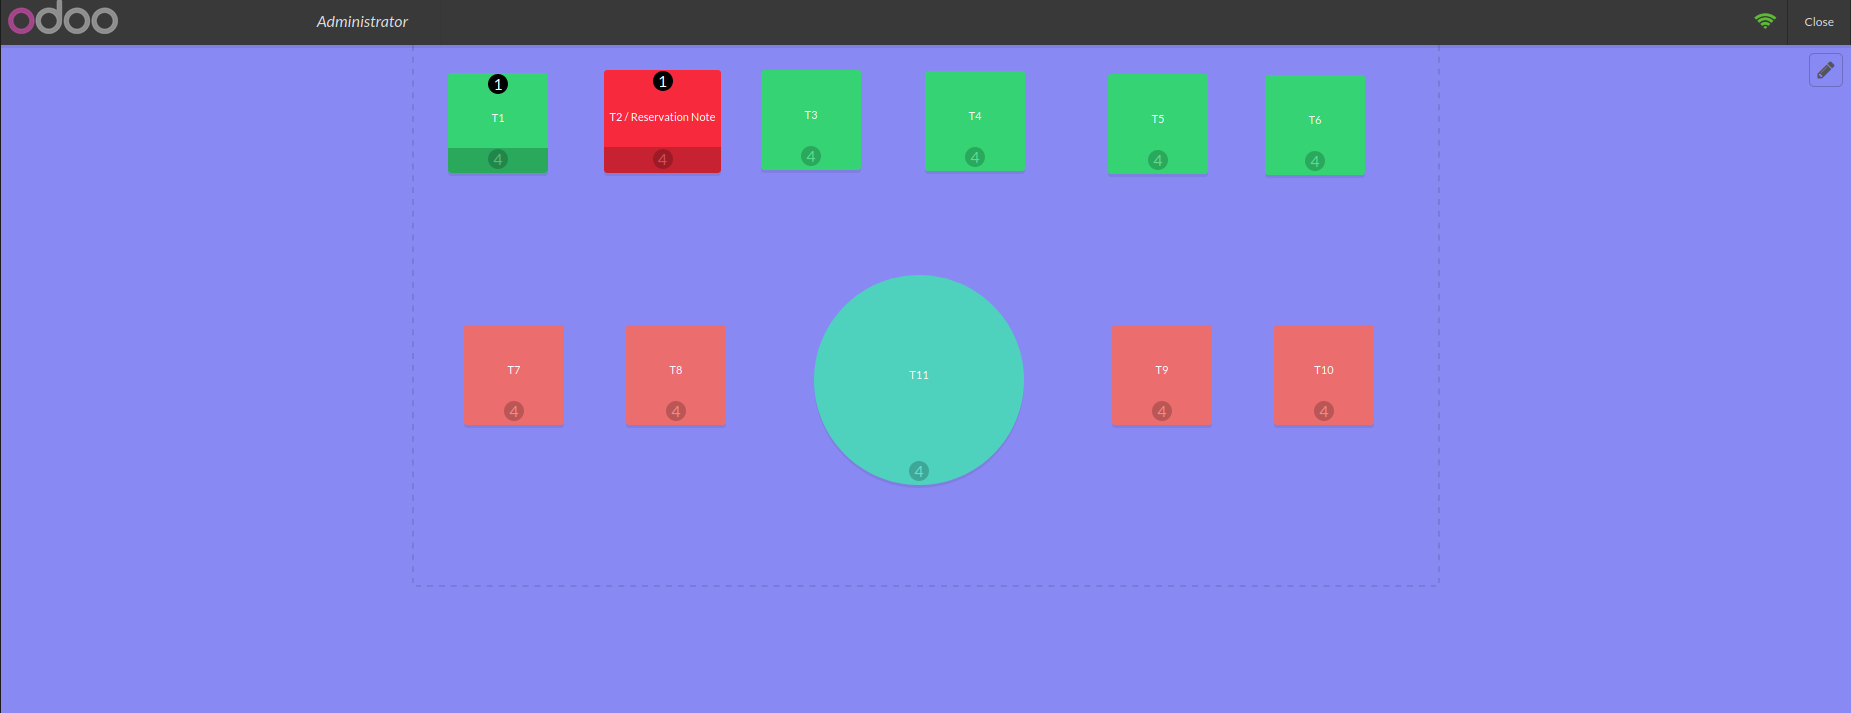 odoo
Administrator
Close
1
1
T1
T2 / Reservation Note
T3
T4
T5
T6
4
4
4
4
4
4
T7
T8
T11
T9
T10
4
4
4
4
4